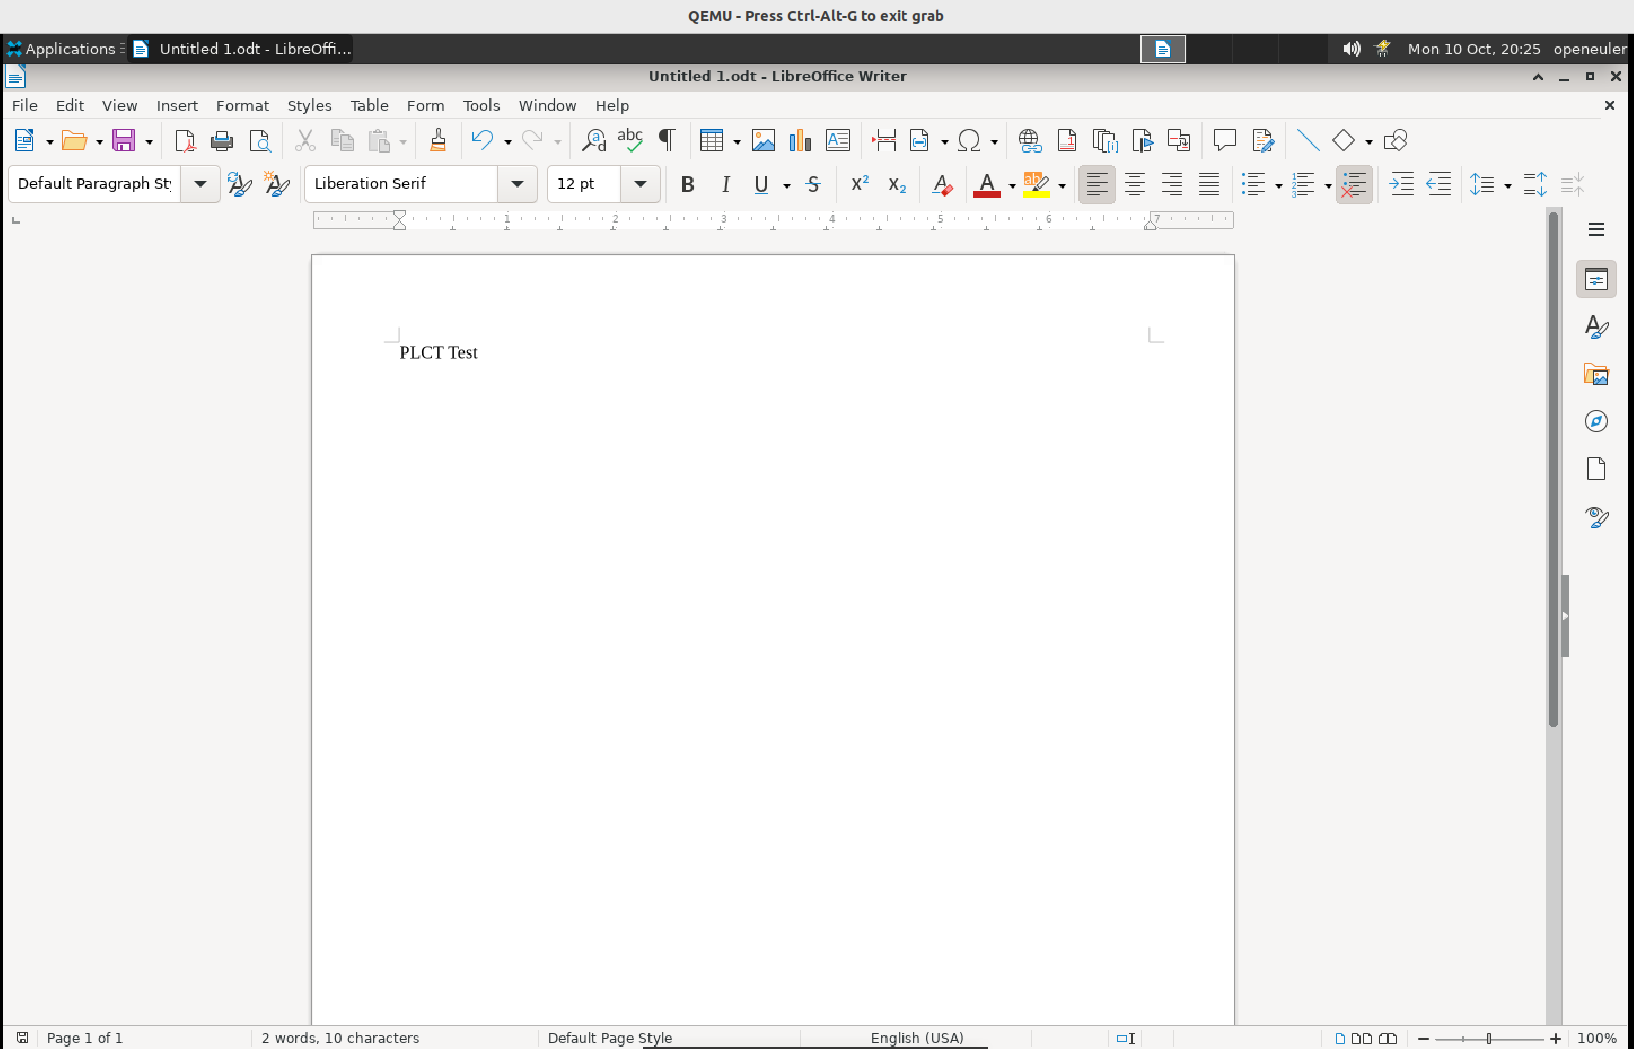 QEMU - Press Ctrl-Alt-G to exit grab
Applications
Untitled 1.odt - LibreOffi...
Mon 10 Oct, 20:25
openeuler
Untitled 1.odt - LibreOffice Writer
File Edit View Insert Format Styles Table Form Tools Window Help
Default Paragraph Sty
Liberation Serif
12 pt
1 2 3 4 5 6 7
PLCT Test
Page 1 of 1
2 words, 10 characters
Default Page Style
English (USA)
100%